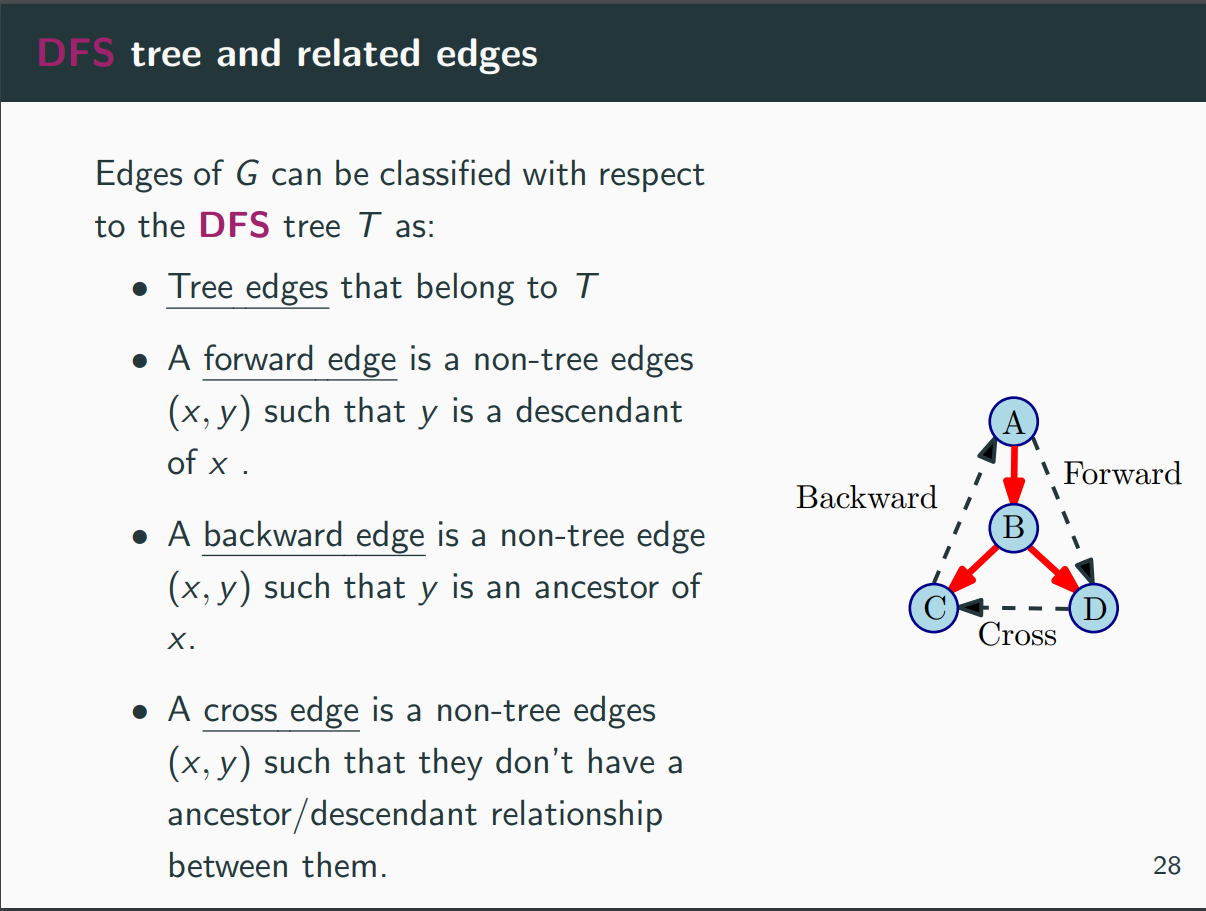 DFS tree and related edges
Edges of G can be classified with respect
to the DFS tree T as:
• Tree edges that belong to T
• A forward edge is a non-tree edges
(x, y) such that y is a descendant
of x .
• A backward edge is a non-tree edge
(x, y) such that y is an ancestor of
x.
• A cross edge is a non-tree edges
(x, y) such that they don't have a
ancestor/descendant relationship
between them.
A
Forward
Backward
B
C
D
Cross
28